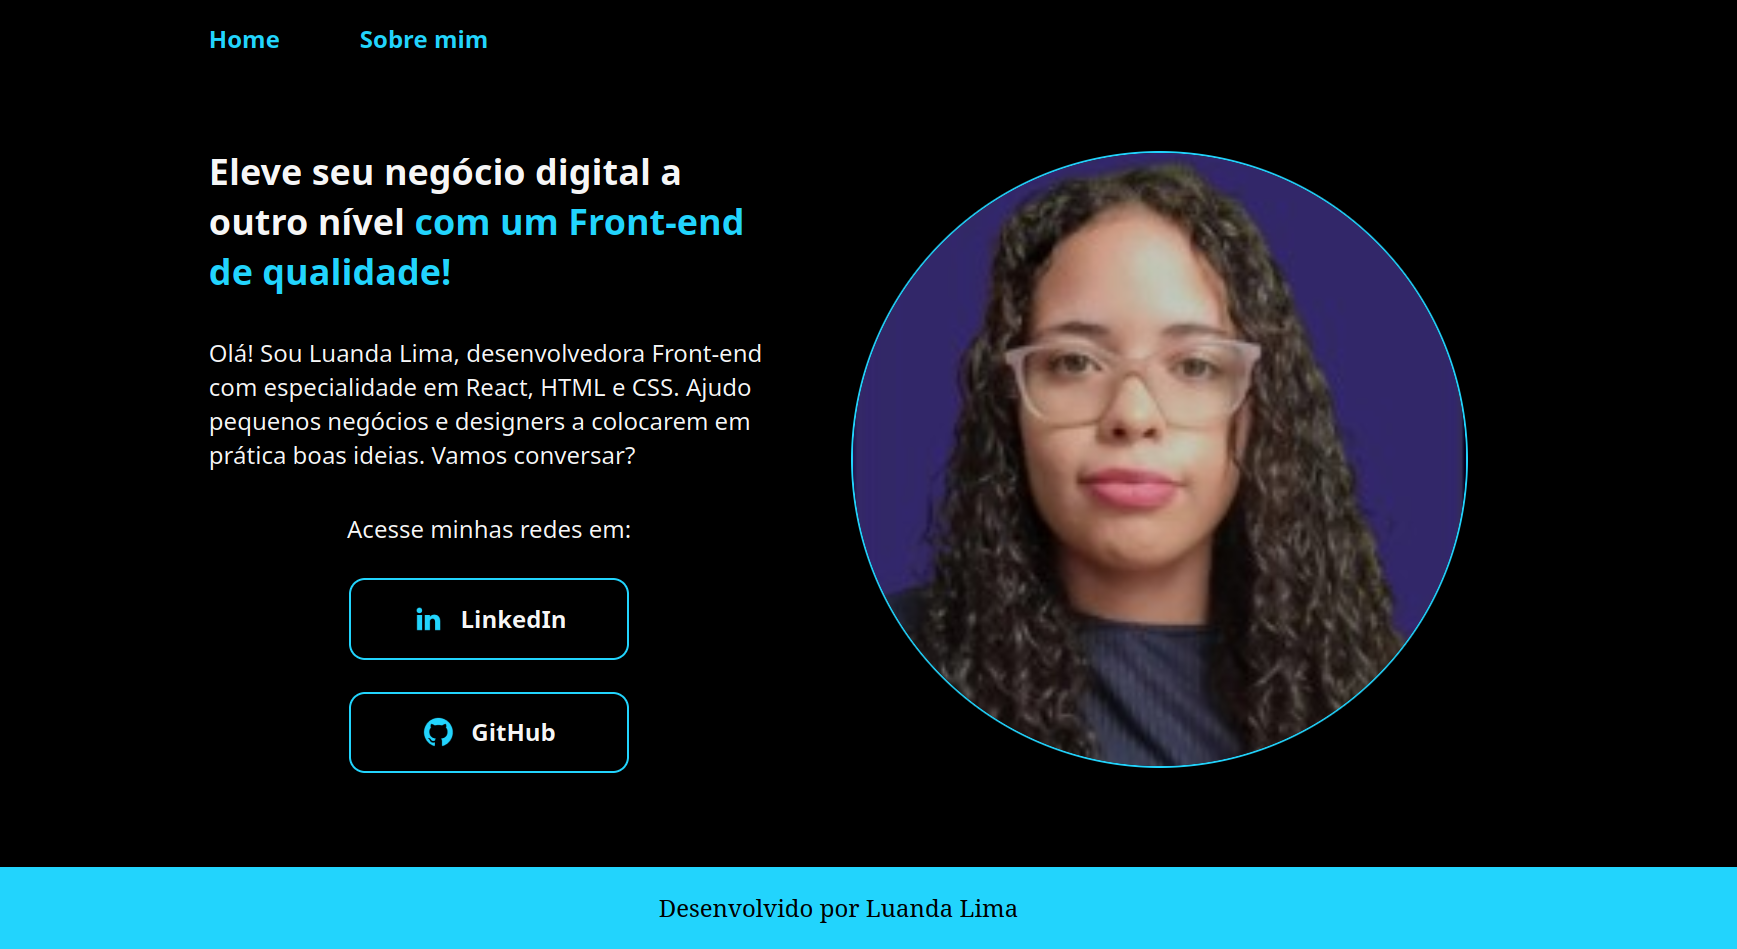 Home
Sobre mim
Eleve seu negócio digital a
outro nível com um Front-end
de qualidade!
Olá! Sou Luanda Lima, desenvolvedora Front-end
com especialidade em React, HTML e CSS. Ajudo
pequenos negócios e designers a colocarem em
prática boas ideias. Vamos conversar?
Acesse minhas redes em:
LinkedIn
GitHub
Desenvolvido por Luanda Lima